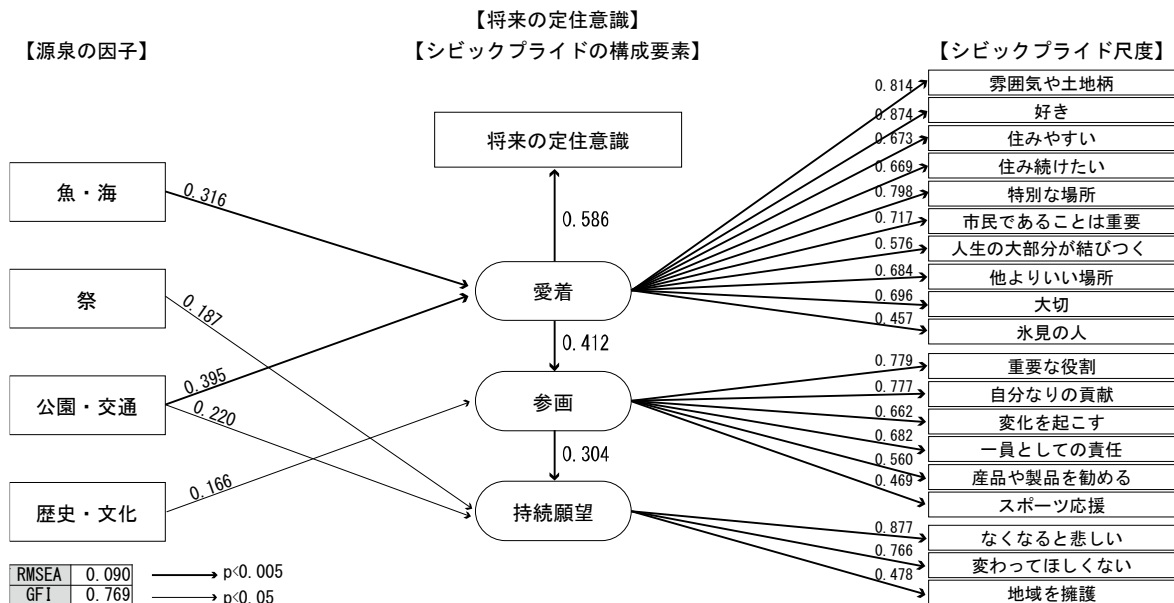 【将来の定住意識】
【源泉の因子】
【シビックプライドの構成要素】
【シビックプライド尺度】
将来の定住意識
魚・海
祭
公園・交通
歴史・文化
0.316
0.187
0.395
0.220
0.166
0.586
愛着
0.412
参画
0.304
持続願望
0.814
雰囲気や土地柄
0.874
好き
0.673
住みやすい
0.669
住み続けたい
0.798
特別な場所
0.717
市民であることは重要
0.576
人生の大部分が結びつく
0.684
他よりいい場所
0.696
大切
0.457
氷見の人
0.779
重要な役割
0.777
自分なりの貢献
0.662
変化を起こす
0.682
一員としての責任
0.560
産品や製品を勧める
0.469
スポーツ応援
0.877
なくなると悲しい
0.766
変わってほしくない
0.478
地域を擁護
RMSEA 0.090 p<0.005
GFI 0.769 p<0.05